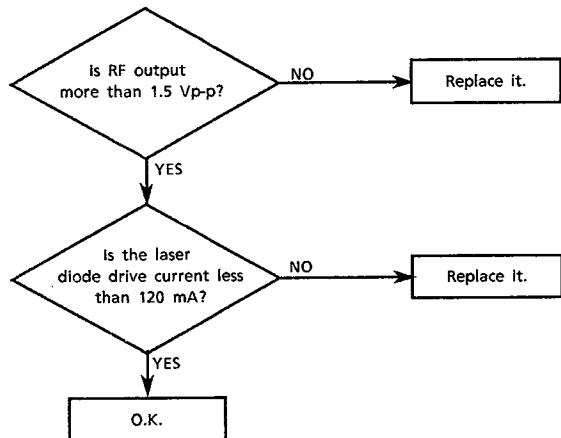 Is RF output
more than 1.5 Vp-p?
NO
Replace it.
YES
Is the laser
diode drive current less
than 120 mA?
NO
Replace it.
YES
O.K.